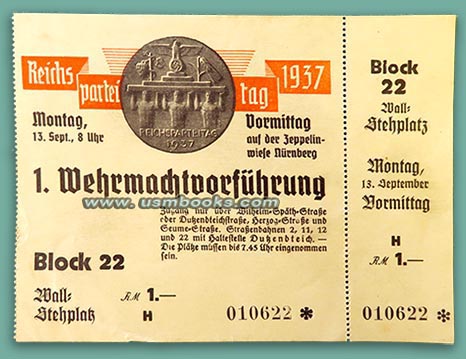 Reichs
partei
tag
1937
REICHSPARTEITAG
1937
Montag,
13. Sept., 8 Uhr
Vormittag
auf der Zeppelin-
wiese Nürnberg
1. Wehrmachtvorführung
www.usmbooks.com
Zugang nur über Wilhelm-Späth-Straße
der Dutzendteichstraße, Herzog-Straße und
Seume-Straße. Straßenbahnen 2, 11, 12
und 22 mit Haltestelle Dutzendteich. —
Die Plätze müssen bis 7.45 Uhr eingenommen
sein.
Block 22
Wall-
Stehplatz
RM 1.—
H
010622 *
Block
22
Wall-
Stehplatz
Montag,
13. September
Vormittag
H
RM 1.—
010622 *